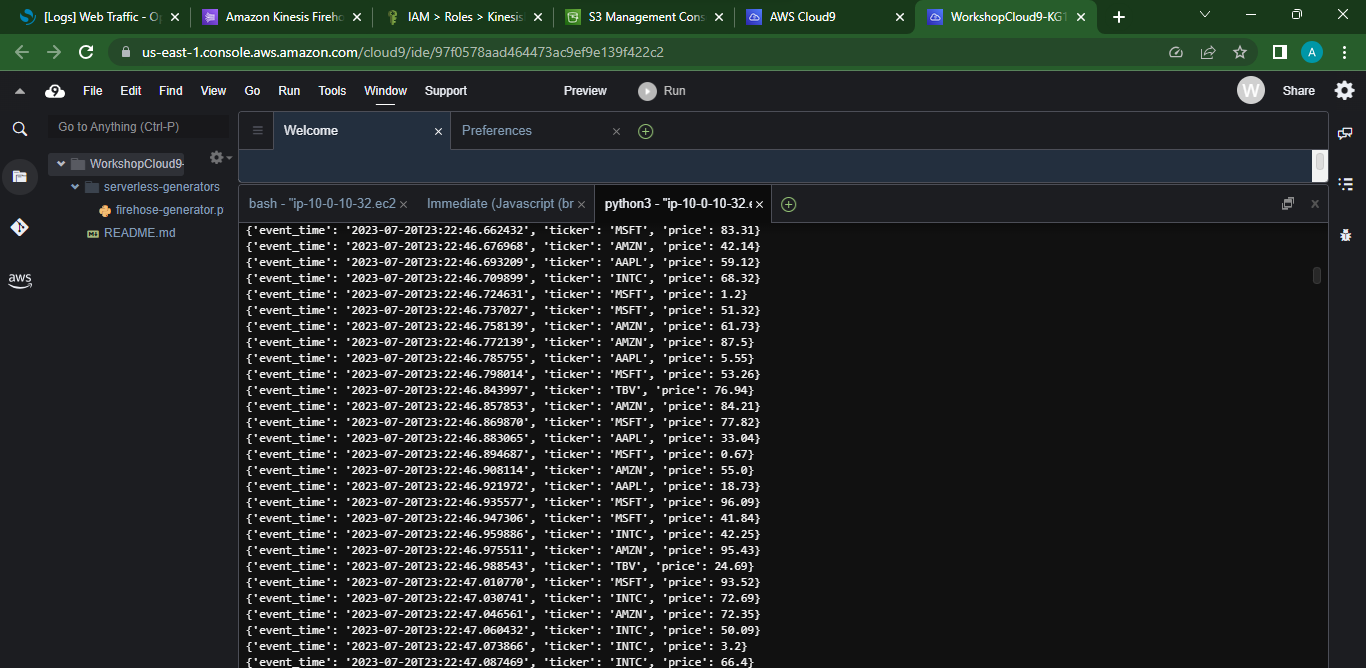 [Logs] Web Traffic - Op
Amazon Kinesis Fireho
IAM > Roles > Kinesis
S3 Management Cons
AWS Cloud9
WorkshopCloud9-KG1
us-east-1.console.aws.amazon.com/cloud9/ide/97f0578aad464473ac9ef9e139f422c2
A
9 File Edit Find View Go Run Tools Window Support Preview Run W Share
Go to Anything (Ctrl-P)
Welcome
Preferences
WorkshopCloud9-
serverless-generators
firehose-generator.p
README.md
aws
bash - "ip-10-0-10-32.ec2
Immediate (Javascript (br
python3 - "ip-10-0-10-32.e
{'event_time': '2023-07-20T23:22:46.662432', 'ticker': 'MSFT', 'price': 83.31}
{'event_time': '2023-07-20T23:22:46.676968', 'ticker': 'AMZN', 'price': 42.14}
{'event_time': '2023-07-20T23:22:46.693209', 'ticker': 'AAPL', 'price': 59.12}
{'event_time': '2023-07-20T23:22:46.709899', 'ticker': 'INTC', 'price': 68.32}
{'event_time': '2023-07-20T23:22:46.724631', 'ticker': 'MSFT', 'price': 1.2}
{'event_time': '2023-07-20T23:22:46.737027', 'ticker': 'MSFT', 'price': 51.32}
{'event_time': '2023-07-20T23:22:46.758139', 'ticker': 'AMZN', 'price': 61.73}
{'event_time': '2023-07-20T23:22:46.772139', 'ticker': 'AMZN', 'price': 87.5}
{'event_time': '2023-07-20T23:22:46.785755', 'ticker': 'AAPL', 'price': 5.55}
{'event_time': '2023-07-20T23:22:46.798014', 'ticker': 'MSFT', 'price': 53.26}
{'event_time': '2023-07-20T23:22:46.843997', 'ticker': 'TBV', 'price': 76.94}
{'event_time': '2023-07-20T23:22:46.857853', 'ticker': 'AMZN', 'price': 84.21}
{'event_time': '2023-07-20T23:22:46.869870', 'ticker': 'MSFT', 'price': 77.82}
{'event_time': '2023-07-20T23:22:46.883065', 'ticker': 'AAPL', 'price': 33.04}
{'event_time': '2023-07-20T23:22:46.894687', 'ticker': 'MSFT', 'price': 0.67}
{'event_time': '2023-07-20T23:22:46.908114', 'ticker': 'AMZN', 'price': 55.0}
{'event_time': '2023-07-20T23:22:46.921972', 'ticker': 'AAPL', 'price': 18.73}
{'event_time': '2023-07-20T23:22:46.935577', 'ticker': 'MSFT', 'price': 96.09}
{'event_time': '2023-07-20T23:22:46.947306', 'ticker': 'MSFT', 'price': 41.84}
{'event_time': '2023-07-20T23:22:46.959886', 'ticker': 'INTC', 'price': 42.25}
{'event_time': '2023-07-20T23:22:46.975511', 'ticker': 'AMZN', 'price': 95.43}
{'event_time': '2023-07-20T23:22:46.988543', 'ticker': 'TBV', 'price': 24.69}
{'event_time': '2023-07-20T23:22:47.010770', 'ticker': 'MSFT', 'price': 93.52}
{'event_time': '2023-07-20T23:22:47.030741', 'ticker': 'INTC', 'price': 72.69}
{'event_time': '2023-07-20T23:22:47.046561', 'ticker': 'AMZN', 'price': 72.35}
{'event_time': '2023-07-20T23:22:47.060432', 'ticker': 'INTC', 'price': 50.09}
{'event_time': '2023-07-20T23:22:47.073866', 'ticker': 'INTC', 'price': 3.2}
{'event_time': '2023-07-20T23:22:47.087469', 'ticker': 'INTC', 'price': 66.4}